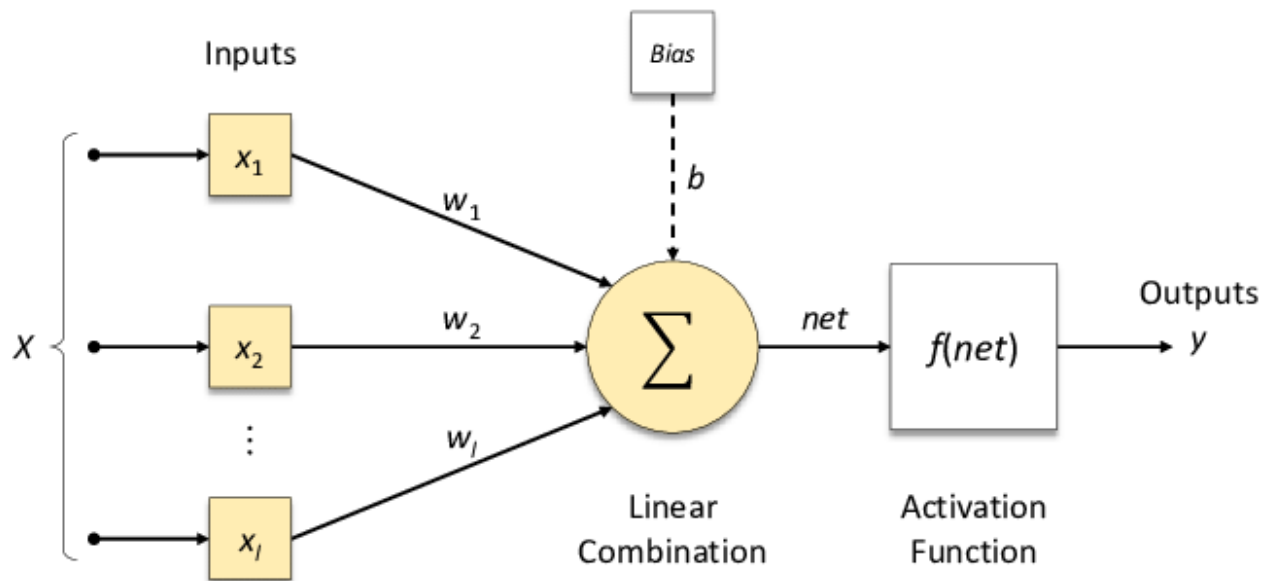 Inputs
Bias
x1
w1
b
X
x2
w2
∑
net
f(net)
Outputs
y
⋮
wl
xl
Linear
Combination
Activation
Function